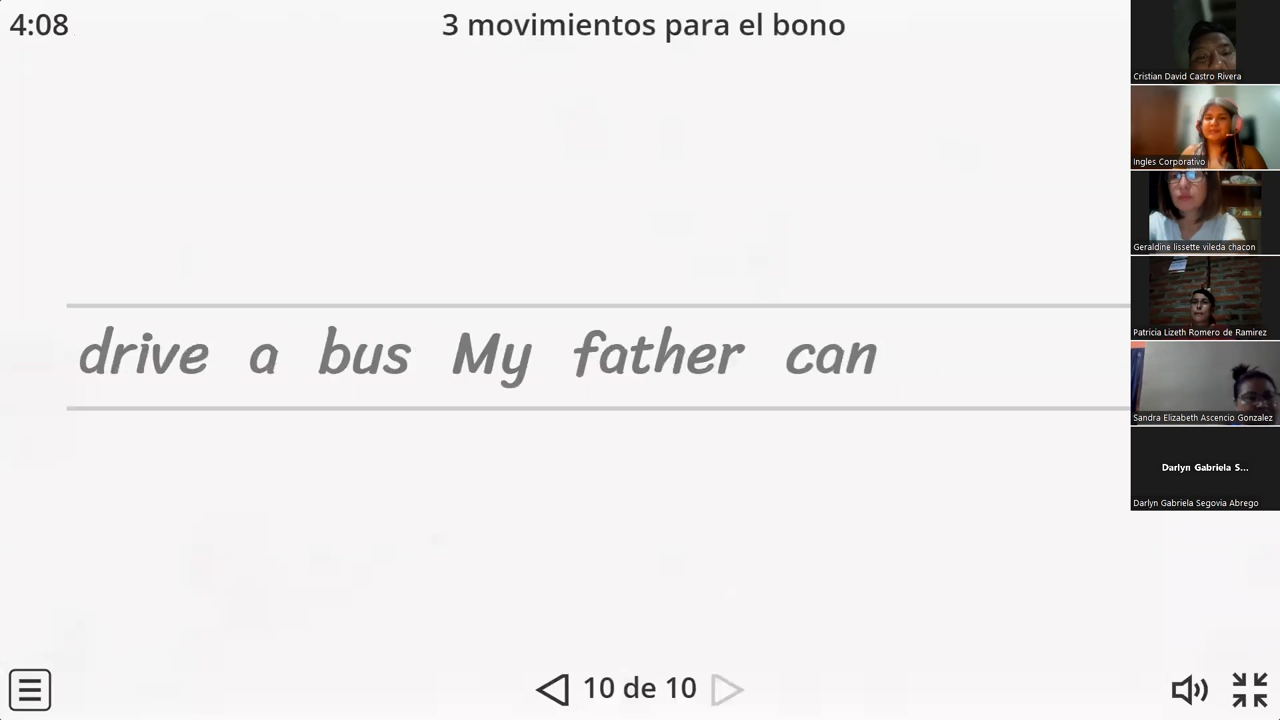 4:08
3 movimientos para el bono
Cristian David Castro Rivera
Ingles Corporativo
Geraldine lissette vileda chacon
drive a bus My father can
Patricia Lizeth Romero de Ramirez
Sandra Elizabeth Ascencio Gonzalez
Darlyn Gabriela S...
Darlyn Gabriela Segovia Abrego
10 de 10